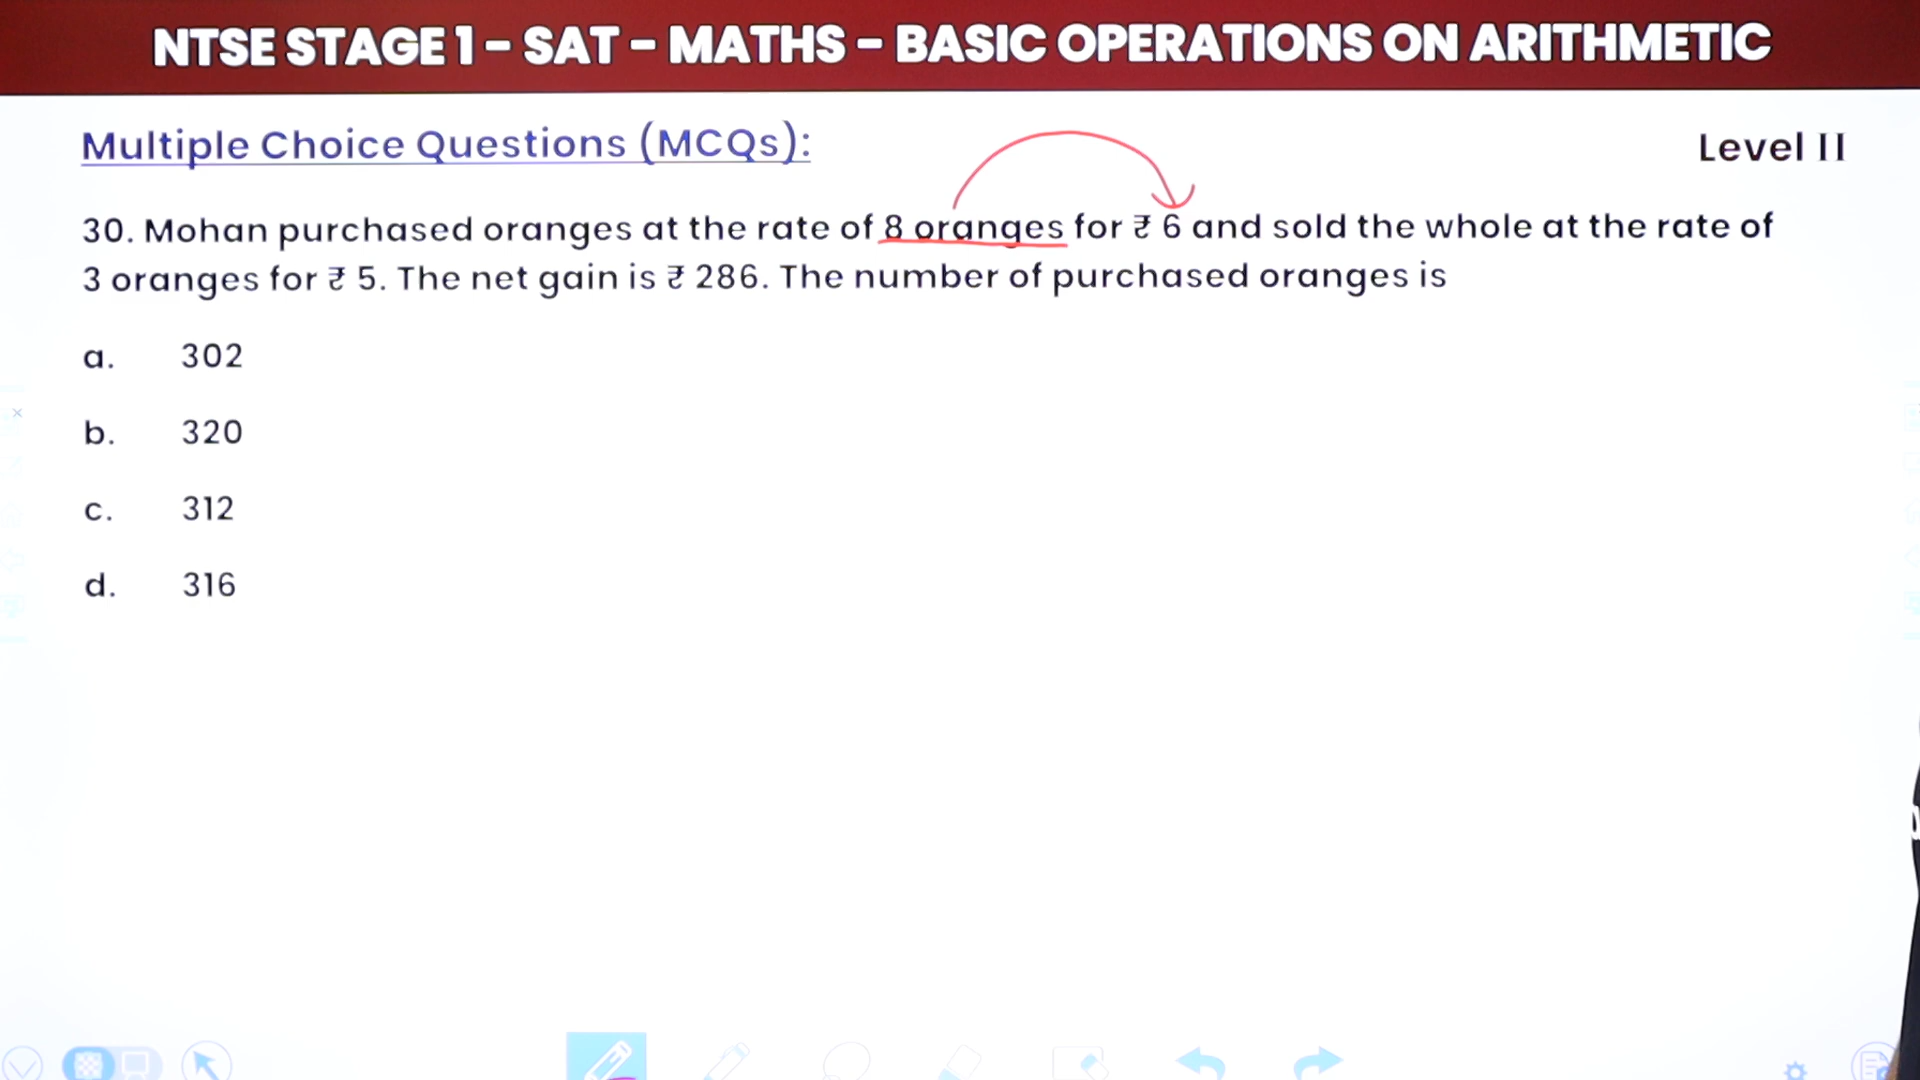 NTSE STAGE 1 – SAT – MATHS – BASIC OPERATIONS ON ARITHMETIC
Multiple Choice Questions (MCQs):
Level II
30. Mohan purchased oranges at the rate of 8 oranges for ₹ 6 and sold the whole at the rate of
3 oranges for ₹ 5. The net gain is ₹ 286. The number of purchased oranges is
a. 302
b. 320
c. 312
d. 316